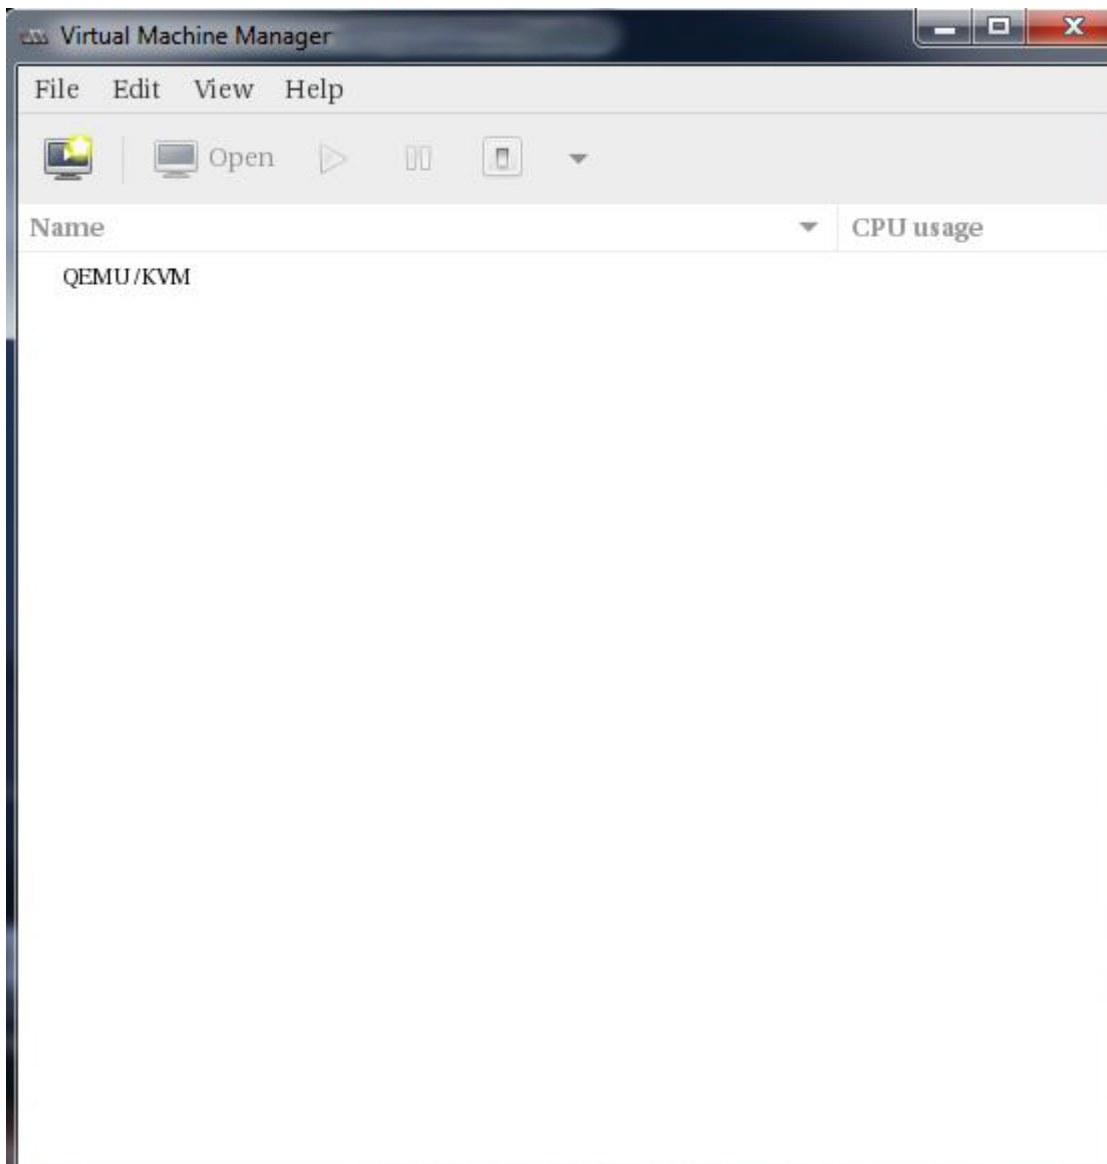 Virtual Machine Manager
File Edit View Help
Open
Name CPU usage
QEMU/KVM